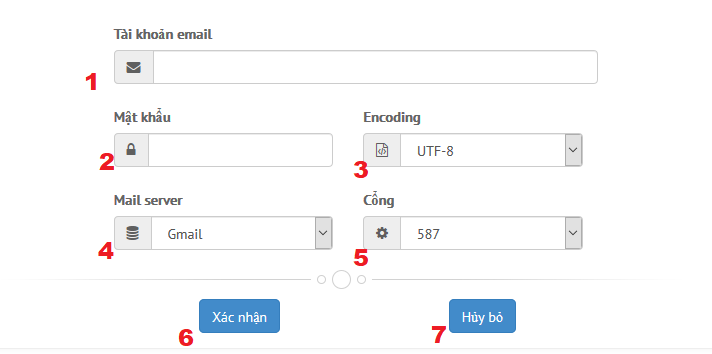 Tài khoản email
1
Mật khẩu Encoding
2 3 UTF-8
Mail server Cổng
4 Gmail 5 587
6 Xác nhận 7 Hủy bỏ